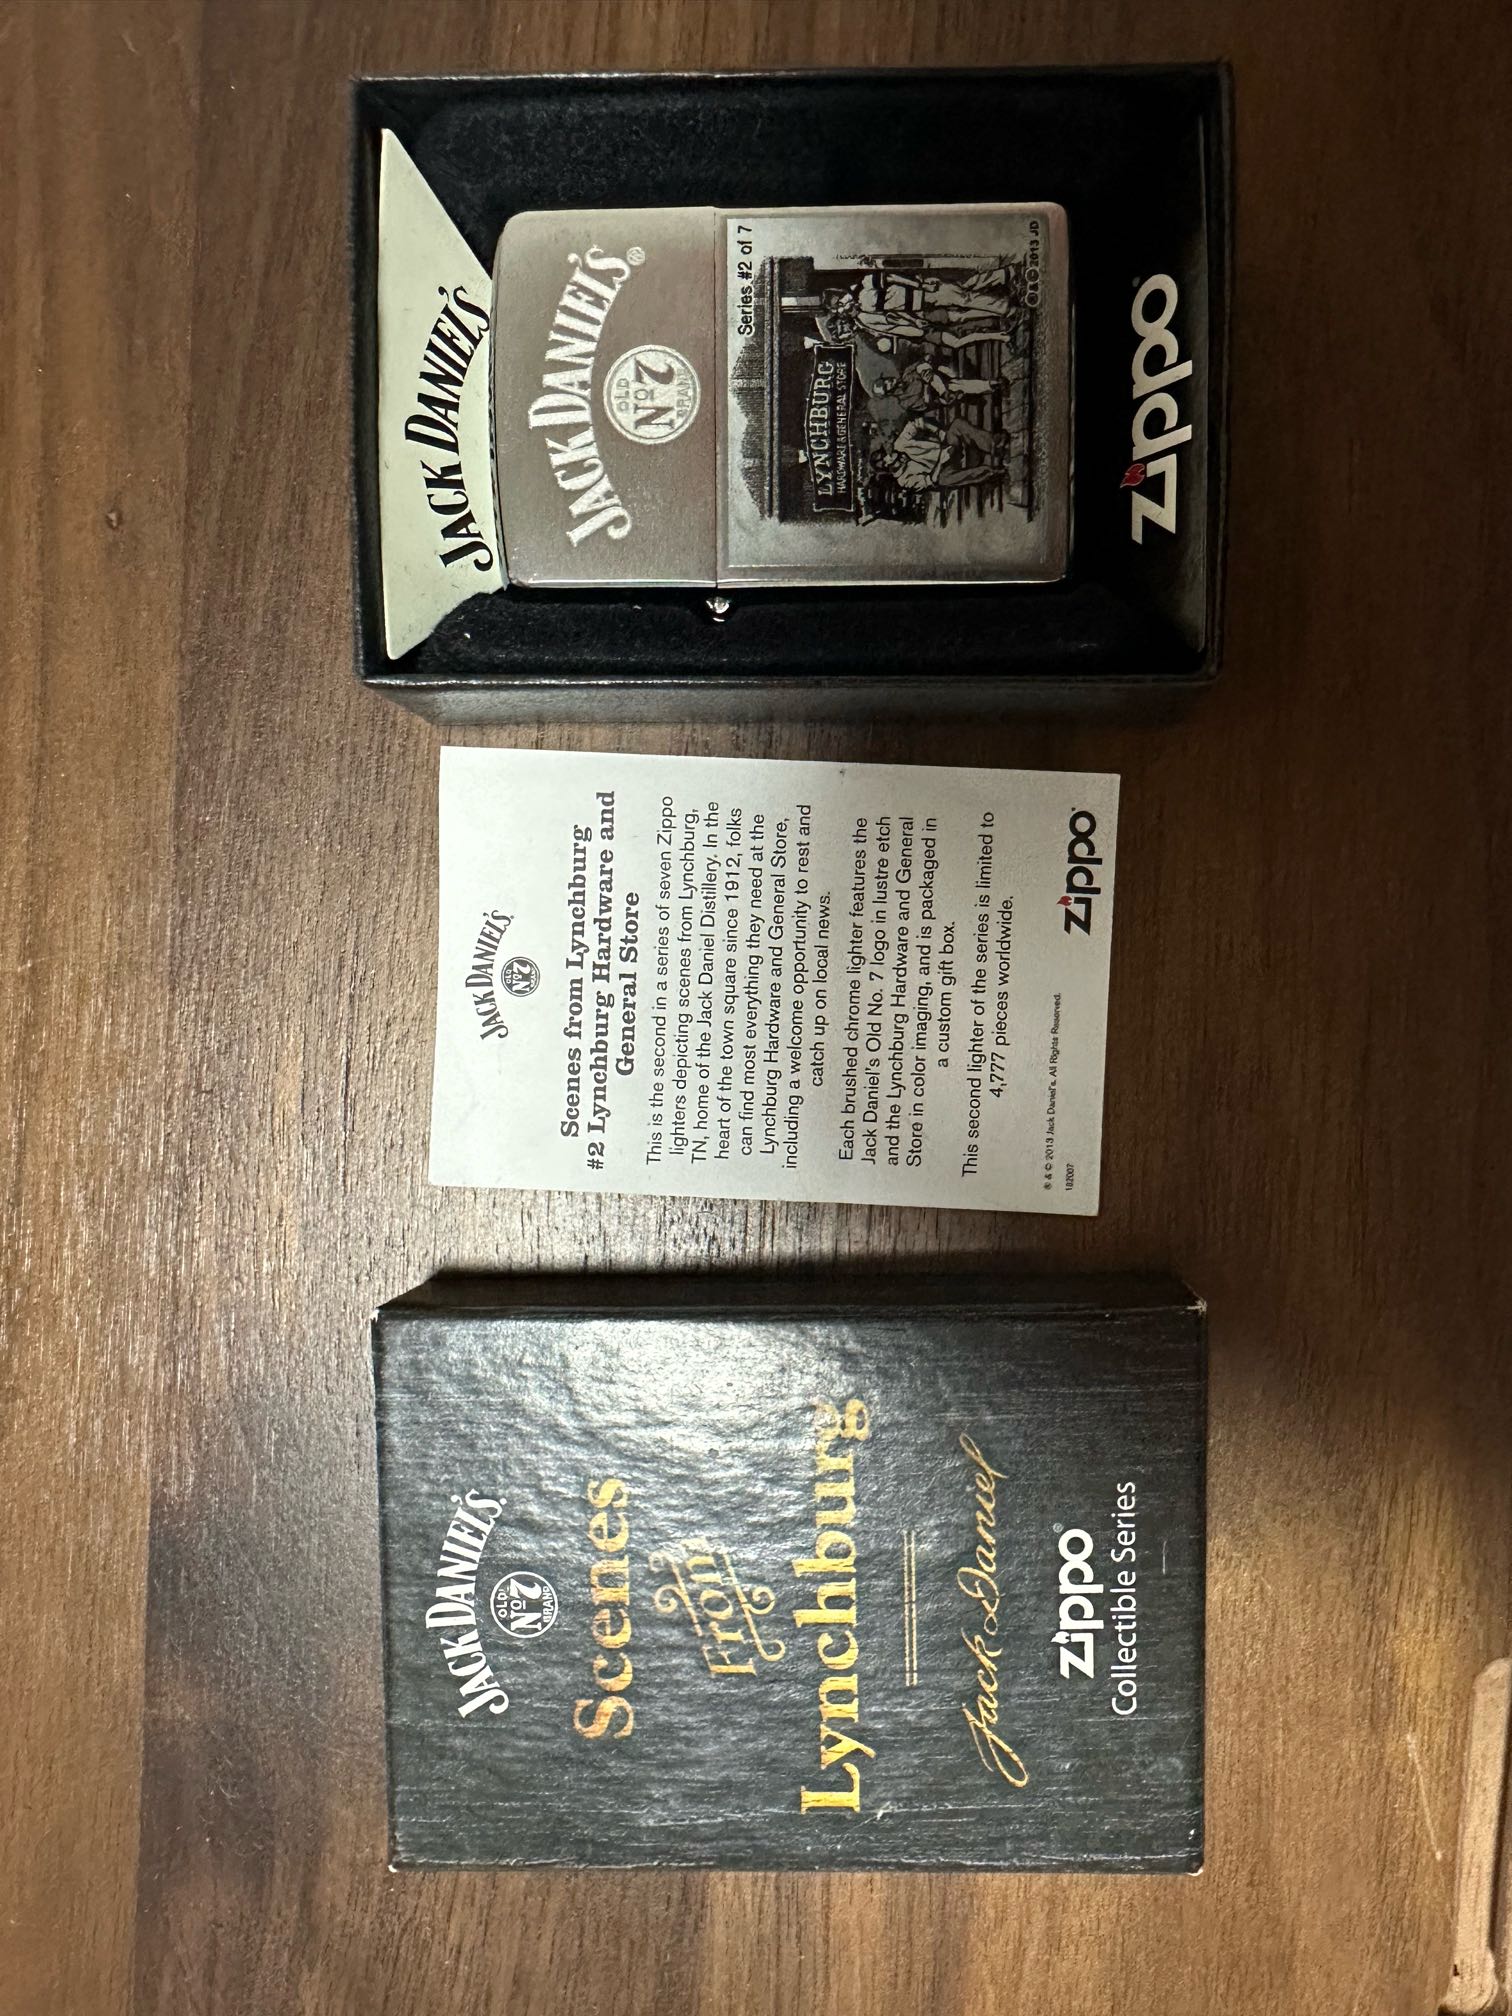 JACK DANIEL'S
OLD
Nº7
BRAND
Scenes
From
Lynchburg
Jack Daniel
zippo®
Collectible Series
JACK DANIEL'S
OLD
Nº7
BRAND
Scenes from Lynchburg
#2 Lynchburg Hardware and
General Store
This is the second in a series of seven Zippo
lighters depicting scenes from Lynchburg,
TN, home of the Jack Daniel Distillery. In the
heart of the town square since 1912, folks
can find most everything they need at the
Lynchburg Hardware and General Store,
including a welcome opportunity to rest and
catch up on local news.
Each brushed chrome lighter features the
Jack Daniel's Old No. 7 logo in lustre etch
and the Lynchburg Hardware and General
Store in color imaging, and is packaged in
a custom gift box.
This second lighter of the series is limited to
4,777 pieces worldwide.
® & © 2013 Jack Daniel's. All Rights Reserved.
182007
zippo®
JACK DANIEL'S
JACK DANIEL'S®
OLD
Nº7
BRAND
Series #2 of 7
LYNCHBURG
HARDWARE & GENERAL STORE
®&© 2013 JD
zippo